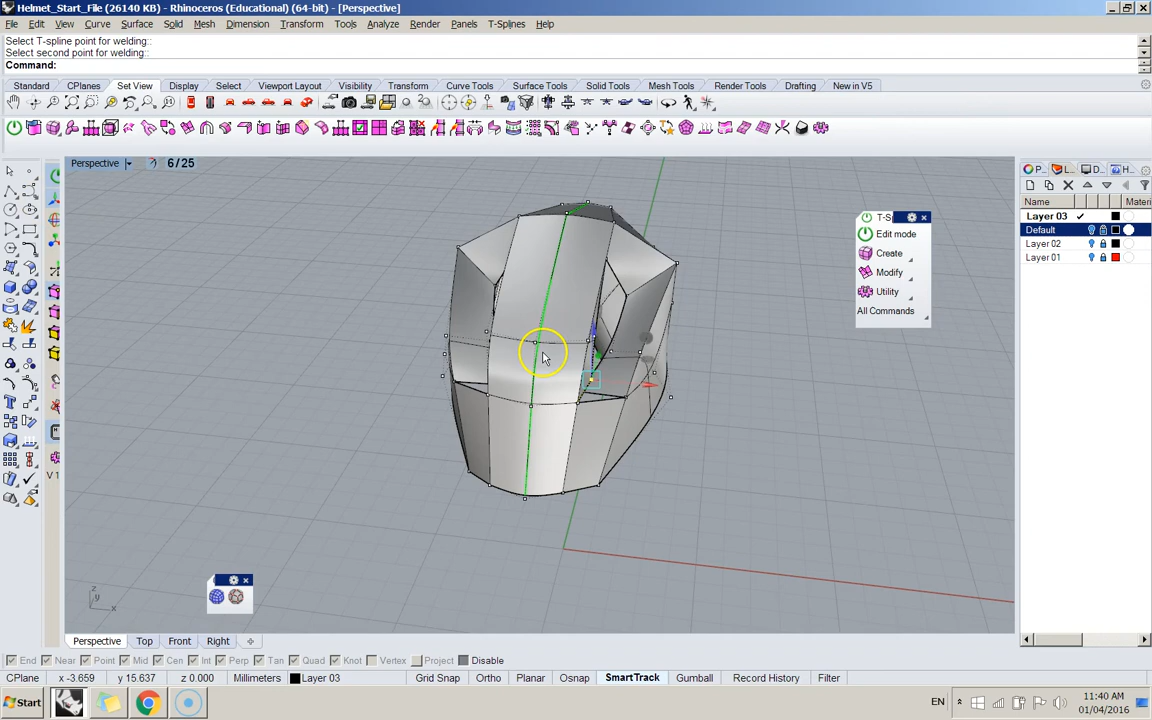 Helmet_Start_File (26140 KB) - Rhinoceros (Educational) (64-bit) - [Perspective]
File Edit View Curve Surface Solid Mesh Dimension Transform Tools Analyze Render Panels T-Splines Help
Select T-spline point for welding::
Select second point for welding::
Command:
Standard CPlanes Set View Display Select Viewport Layout Visibility Transform Curve Tools Surface Tools Solid Tools Mesh Tools Render Tools Drafting New in V5
Perspective 6/25
P... L... D... H...
Name Materi
Layer 03
Default
Layer 02
Layer 01
T-S
Edit mode
Create
Modify
Utility
All Commands
V 1
z
y
x
Perspective Top Front Right
End Near Point Mid Cen Int Perp Tan Quad Knot Vertex Project Disable
CPlane x -3.659 y 15.637 z 0.000 Millimeters Layer 03 Grid Snap Ortho Planar Osnap SmartTrack Gumball Record History Filter
Start EN 11:40 AM
01/04/2016